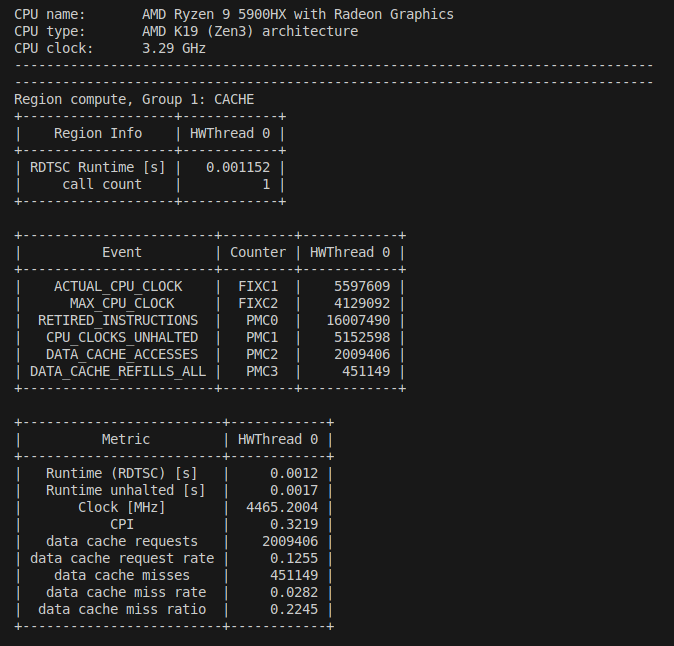 CPU name:       AMD Ryzen 9 5900HX with Radeon Graphics
CPU type:       AMD K19 (Zen3) architecture
CPU clock:      3.29 GHz
--------------------------------------------------------------------------------
--------------------------------------------------------------------------------
Region compute, Group 1: CACHE
+-------------------+------------+
|    Region Info    | HWThread 0 |
+-------------------+------------+
| RDTSC Runtime [s] |   0.001152 |
|     call count    |          1 |
+-------------------+------------+

+------------------------+---------+------------+
|          Event         | Counter | HWThread 0 |
+------------------------+---------+------------+
|    ACTUAL_CPU_CLOCK    |  FIXC1  |    5597609 |
|      MAX_CPU_CLOCK     |  FIXC2  |    4129092 |
|  RETIRED_INSTRUCTIONS  |   PMC0  |   16007490 |
|   CPU_CLOCKS_UNHALTED  |   PMC1  |    5152598 |
|   DATA_CACHE_ACCESSES  |   PMC2  |    2009406 |
| DATA_CACHE_REFILLS_ALL |   PMC3  |     451149 |
+------------------------+---------+------------+

+-------------------------+------------+
|          Metric         | HWThread 0 |
+-------------------------+------------+
|   Runtime (RDTSC) [s]   |     0.0012 |
|   Runtime unhalted [s]  |     0.0017 |
|       Clock [MHz]       |  4465.2004 |
|           CPI           |     0.3219 |
|   data cache requests   |    2009406 |
| data cache request rate |     0.1255 |
|    data cache misses    |     451149 |
|   data cache miss rate  |     0.0282 |
|  data cache miss ratio  |     0.2245 |
+-------------------------+------------+